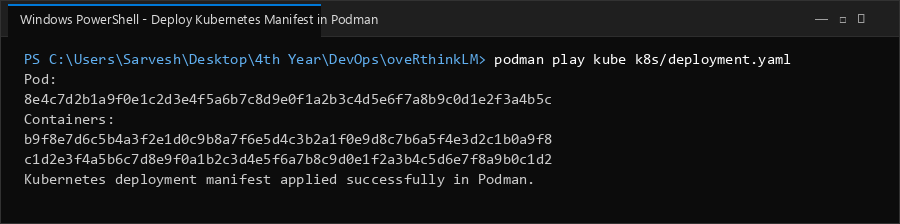 Windows PowerShell - Deploy Kubernetes Manifest in Podman
PS C:\Users\Sarvesh\Desktop\4th Year\DevOps\oveRthinkLM> podman play kube k8s/deployment.yaml
Pod:
8e4c7d2b1a9f0e1c2d3e4f5a6b7c8d9e0f1a2b3c4d5e6f7a8b9c0d1e2f3a4b5c
Containers:
b9f8e7d6c5b4a3f2e1d0c9b8a7f6e5d4c3b2a1f0e9d8c7b6a5f4e3d2c1b0a9f8
c1d2e3f4a5b6c7d8e9f0a1b2c3d4e5f6a7b8c9d0e1f2a3b4c5d6e7f8a9b0c1d2
Kubernetes deployment manifest applied successfully in Podman.